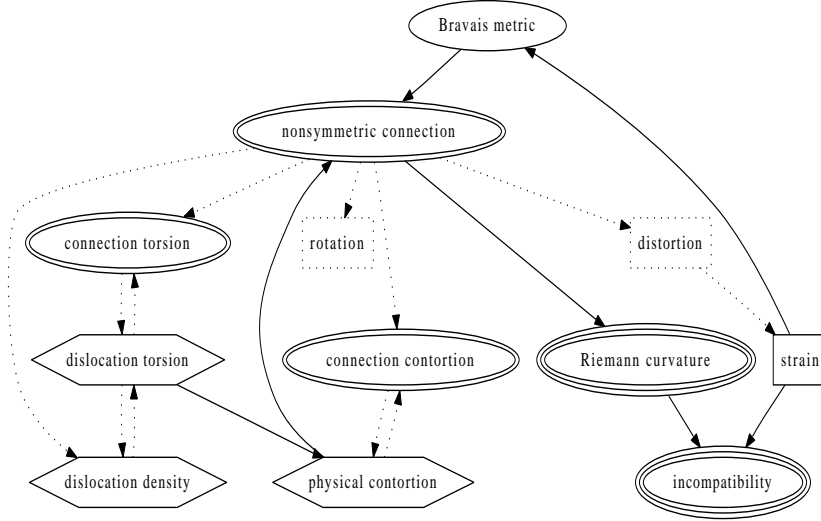 Bravais metric
nonsymmetric connection
connection torsion
rotation
distortion
dislocation torsion
connection contortion
Riemann curvature
strain
dislocation density
physical contortion
incompatibility